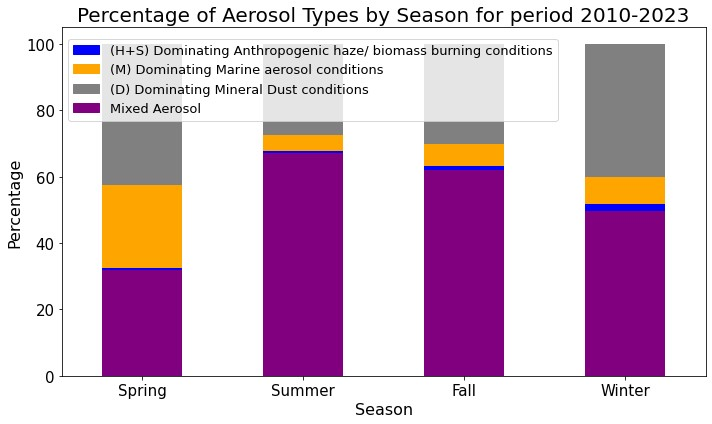 Percentage of Aerosol Types by Season for period 2010-2023
(H+S) Dominating Anthropogenic haze/ biomass burning conditions
(M) Dominating Marine aerosol conditions
(D) Dominating Mineral Dust conditions
Mixed Aerosol
Percentage
100
80
60
40
20
0
Spring
Summer
Fall
Winter
Season